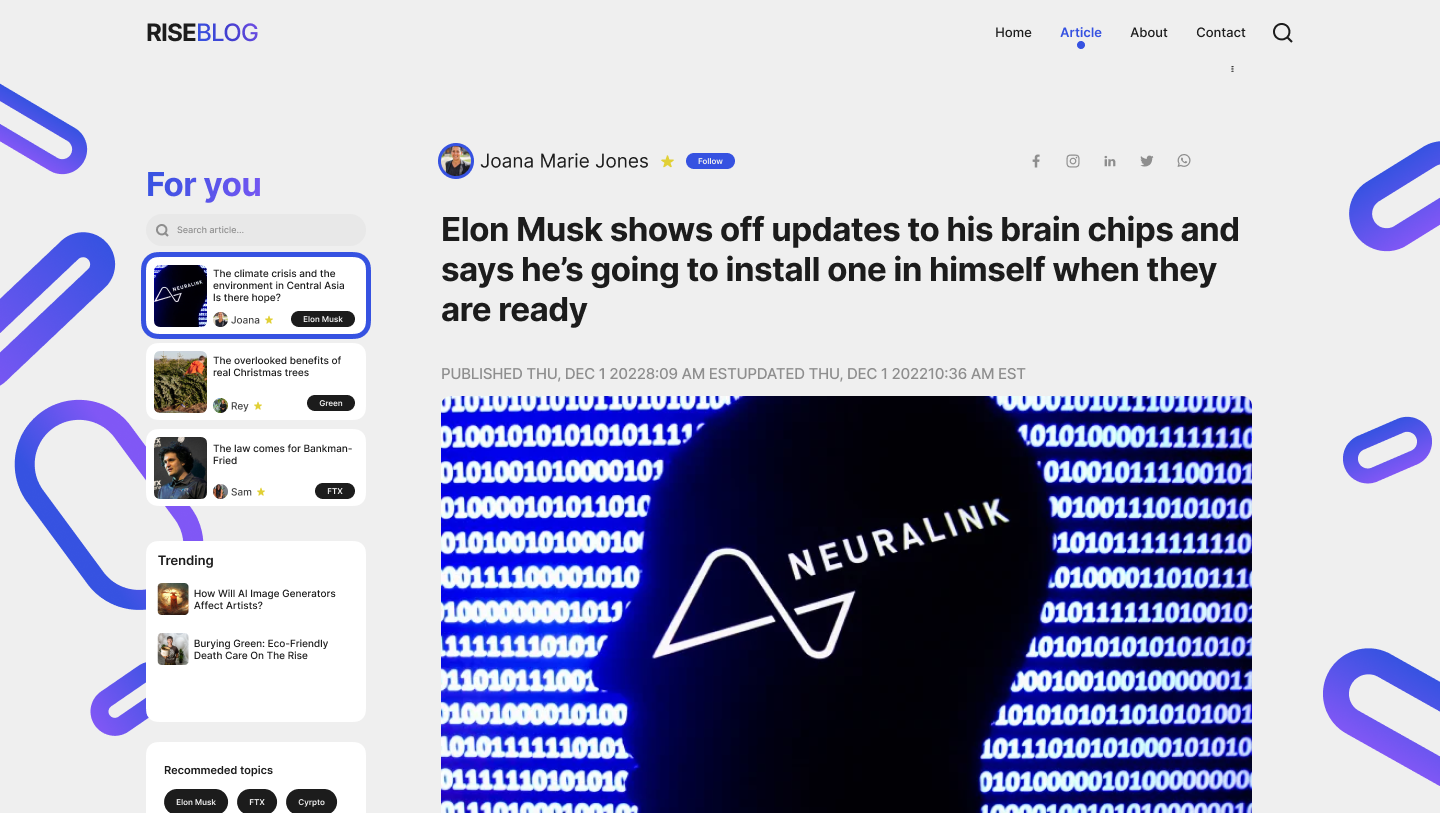 RISEBLOG
Home Article About Contact
Joana Marie Jones Follow
For you
Search article...
The climate crisis and the
environment in Central Asia
Is there hope?
Joana Elon Musk
The overlooked benefits of
real Christmas trees
Rey Green
The law comes for Bankman-
Fried
Sam FTX
Trending
How Will AI Image Generators
Affect Artists?
Burying Green: Eco-Friendly
Death Care On The Rise
Recommeded topics
Elon Musk FTX Cyrpto
Elon Musk shows off updates to his brain chips and
says he’s going to install one in himself when they
are ready
PUBLISHED THU, DEC 1 20228:09 AM ESTUPDATED THU, DEC 1 202210:36 AM EST
NEURALINK